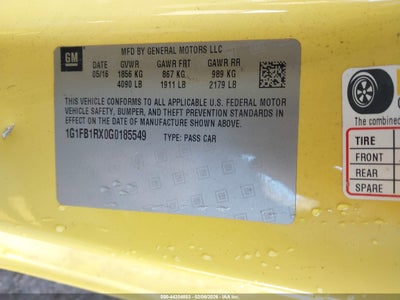 GM
MFD BY GENERAL MOTORS LLC
DATE GVWR GAWR FRT GAWR RR
05/16 1856 KG 867 KG 989 KG
4090 LB 1911 LB 2179 LB
THIS VEHICLE CONFORMS TO ALL APPLICABLE U.S. FEDERAL MOTOR
VEHICLE SAFETY, BUMPER, AND THEFT PREVENTION STANDARDS IN
EFFECT ON THE DATE OF MANUFACTURE SHOWN ABOVE.
1G1FB1RX0G0185549 TYPE: PASS CAR
The combined
TIRE
FRONT
REAR
SPARE